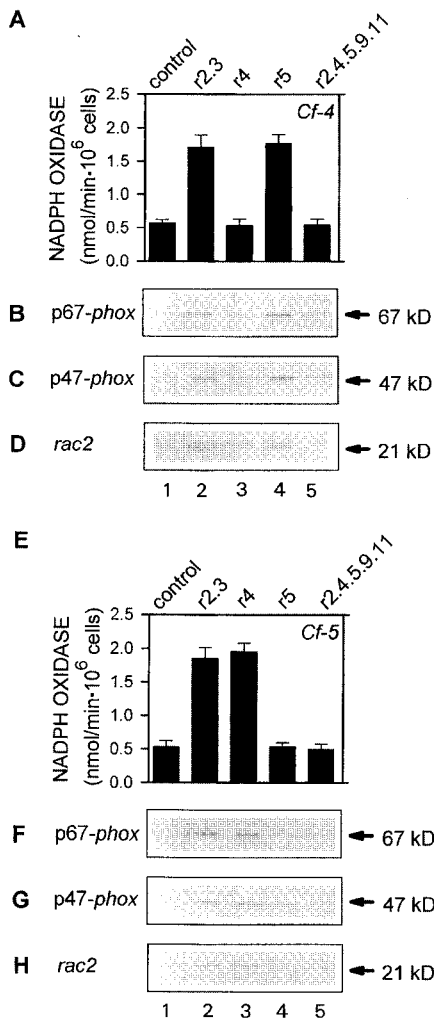 A
control r2.3 r4 r5 r2.4.5.9.11
NADPH OXIDASE
(nmol/min·10⁶ cells)
2.5
2.0
1.5
1.0
0.5
0.0
Cf-4
B p67-phox 67 kD
C p47-phox 47 kD
D rac2 21 kD
1 2 3 4 5
E
control r2.3 r4 r5 r2.4.5.9.11
NADPH OXIDASE
(nmol/min·10⁶ cells)
2.5
2.0
1.5
1.0
0.5
0.0
Cf-5
F p67-phox 67 kD
G p47-phox 47 kD
H rac2 21 kD
1 2 3 4 5